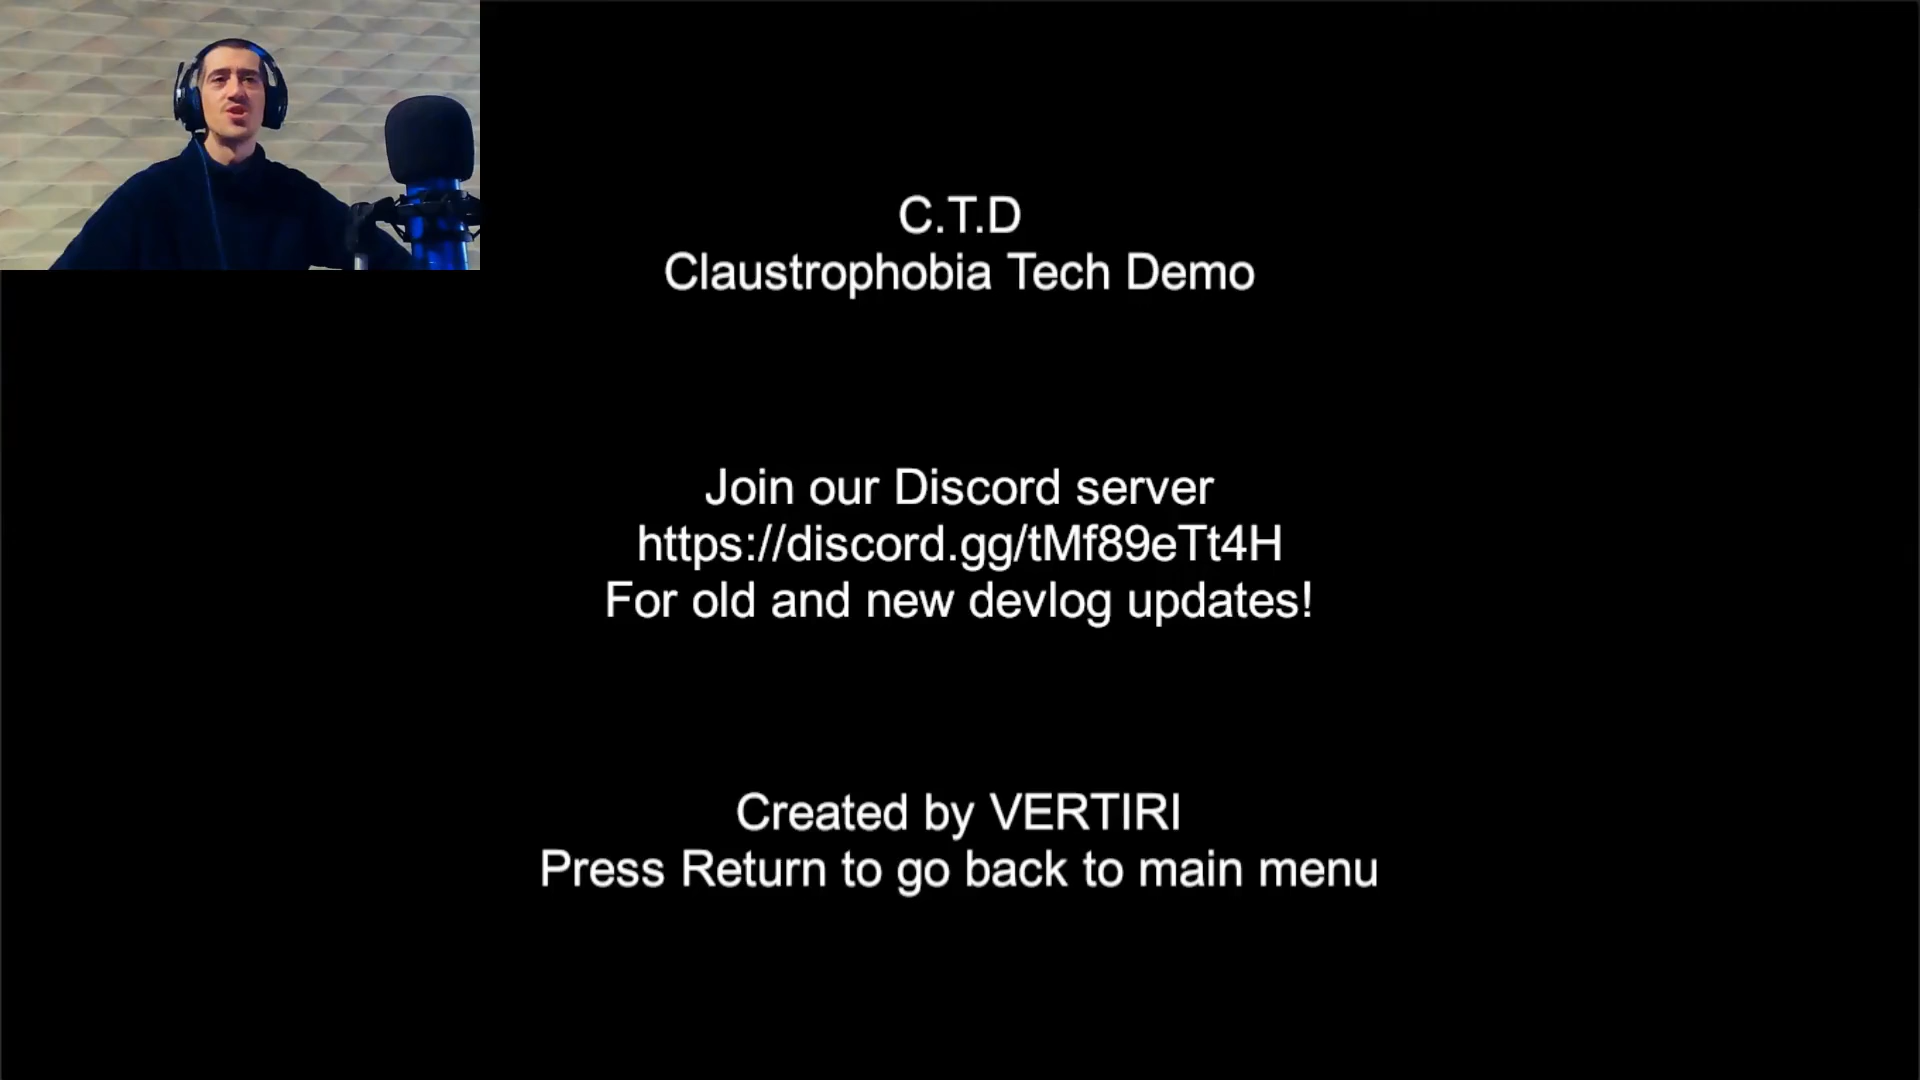 C.T.D
Claustrophobia Tech Demo
Join our Discord server
https://discord.gg/tMf89eTt4H
For old and new devlog updates!
Created by VERTIRI
Press Return to go back to main menu